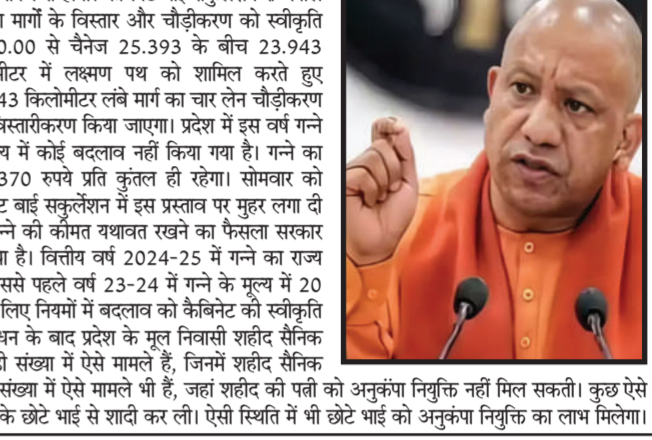 मार्गों के विस्तार और चौड़ीकरण को स्वीकृति
0.00 से चैनेज 25.393 के बीच 23.943
मीटर में लक्ष्मण पथ को शामिल करते हुए
43 किलोमीटर लंबे मार्ग का चार लेन चौड़ीकरण
विस्तारीकरण किया जाएगा। प्रदेश में इस वर्ष गन्ने
में कोई बदलाव नहीं किया गया है। गन्ने का
370 रुपये प्रति कुंतल ही रहेगा। सोमवार को
बाई सकुर्लेशन में इस प्रस्ताव पर मुहर लगा दी
की कीमत यथावत रखने का फैसला सरकार
है। वित्तीय वर्ष 2024-25 में गन्ने का राज्य
पहले वर्ष 23-24 में गन्ने के मूल्य में 20
लिए नियमों में बदलाव को कैबिनेट की स्वीकृति
के बाद प्रदेश के मूल निवासी शहीद सैनिक
संख्या में ऐसे मामले हैं, जिनमें शहीद सैनिक
संख्या में ऐसे मामले भी हैं, जहां शहीद की पत्नी को अनुकंपा नियुक्ति नहीं मिल सकती। कुछ ऐसे
के छोटे भाई से शादी कर ली। ऐसी स्थिति में भी छोटे भाई को अनुकंपा नियुक्ति का लाभ मिलेगा।